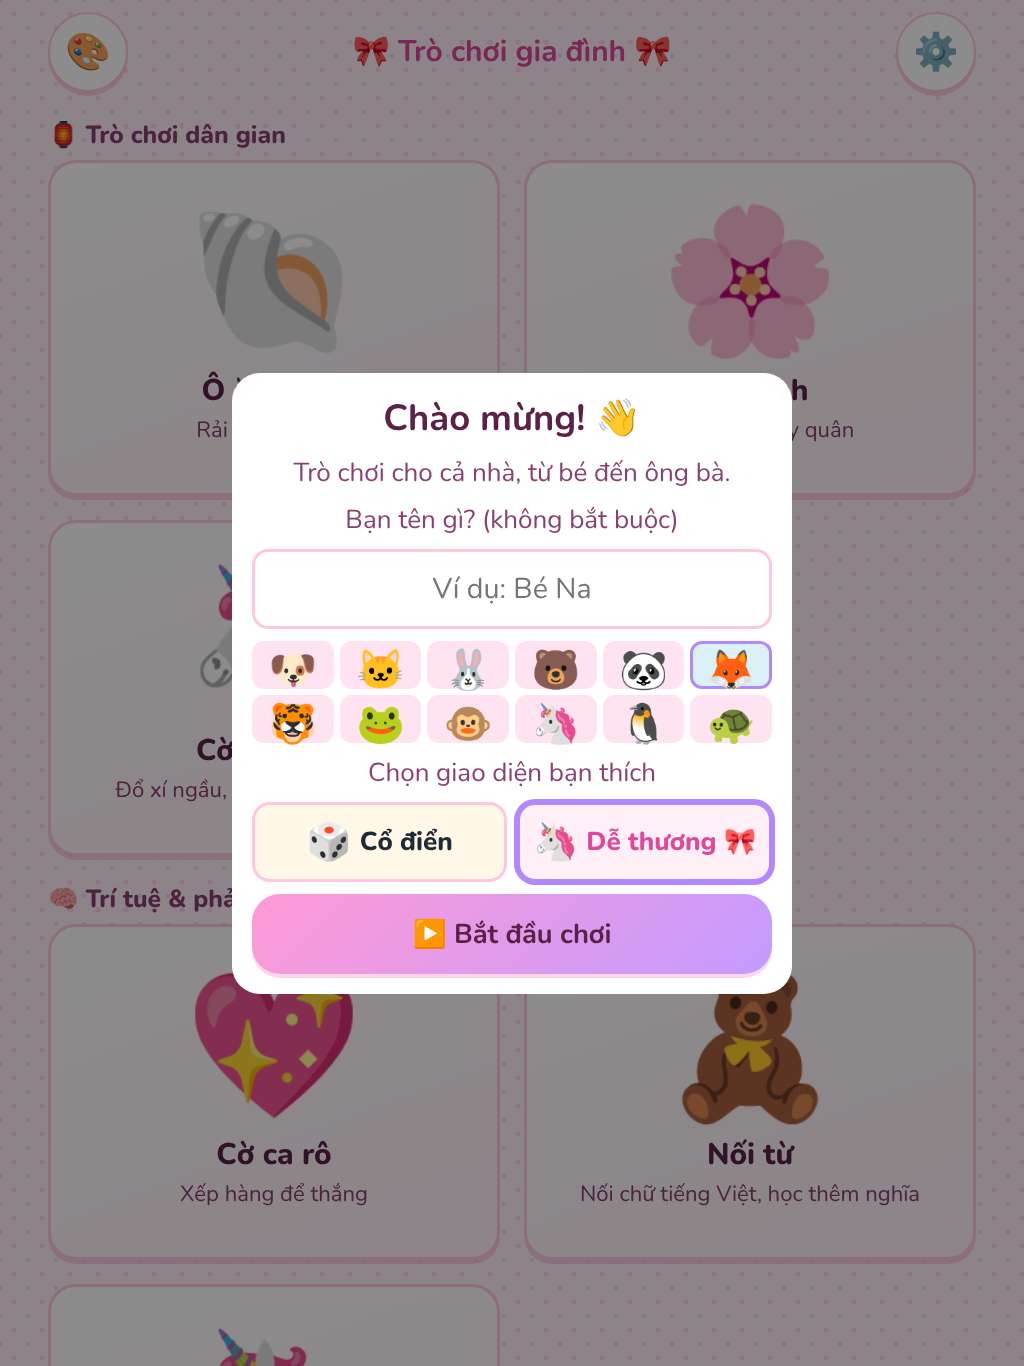 Trò chơi gia đình
Trò chơi dân gian
Ô
Rải
h
quân
Cờ
Đổ xí ngầu,
Trí tuệ &
Chào mừng!
Trò chơi cho cả nhà, từ bé đến ông bà.
Bạn tên gì? (không bắt buộc)
Ví dụ: Bé Na
Chọn giao diện bạn thích
Cổ điển
Dễ thương
Bắt đầu chơi
Cờ ca rô
Xếp hàng để thắng
Nối từ
Nối chữ tiếng Việt, học thêm nghĩa